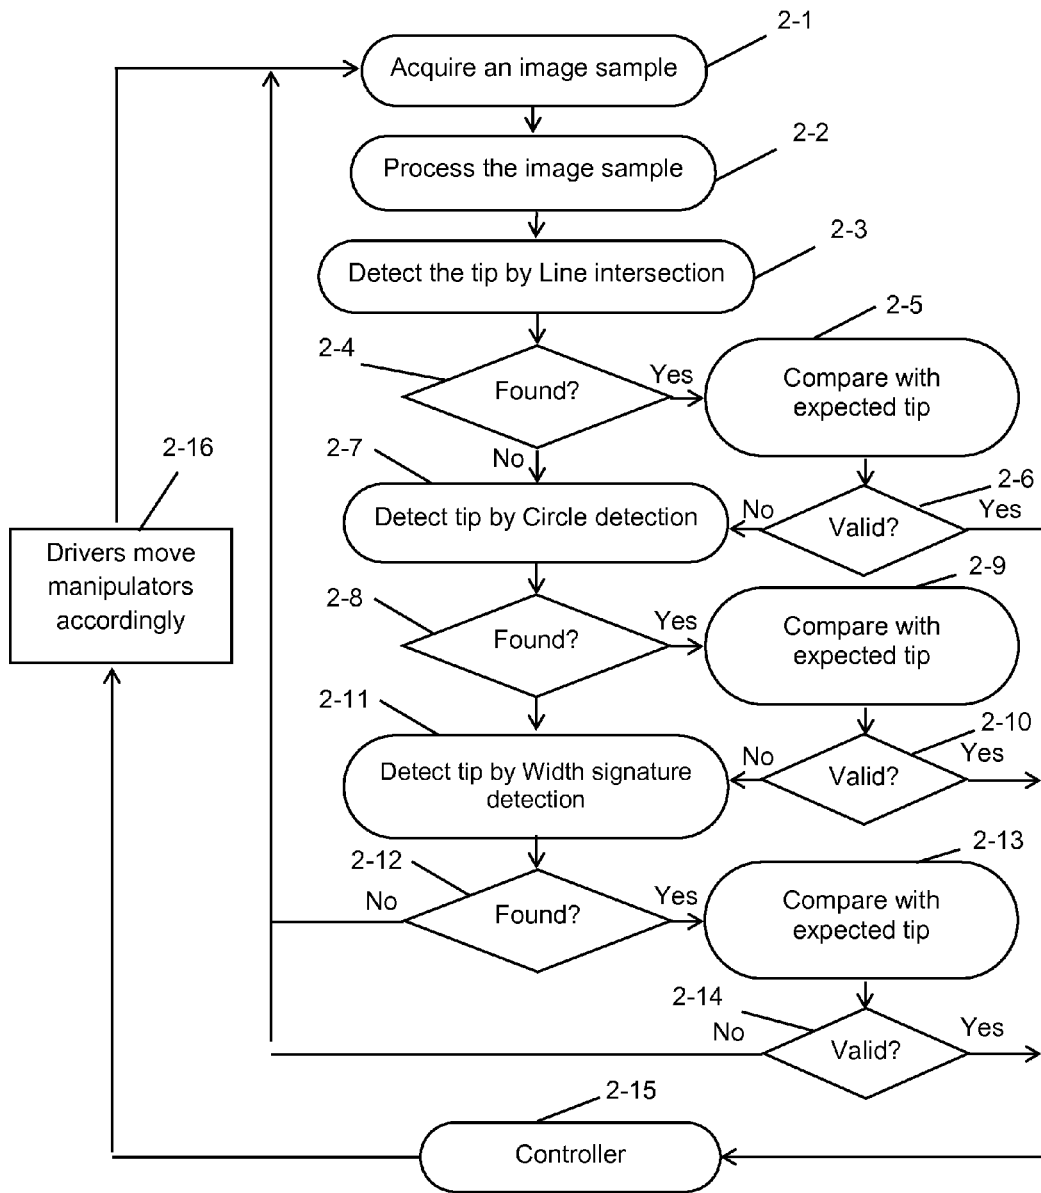 2-1
Acquire an image sample
2-2
Process the image sample
2-3
Detect the tip by Line intersection
2-4
Found?
Yes
No
2-5
Compare with
expected tip
2-6
Valid?
No
Yes
2-7
Detect tip by Circle detection
2-8
Found?
Yes
2-9
Compare with
expected tip
2-10
Valid?
No
Yes
2-11
Detect tip by Width signature
detection
2-12
Found?
No
Yes
2-13
Compare with
expected tip
2-14
Valid?
No
Yes
2-15
Controller
2-16
Drivers move
manipulators
accordingly